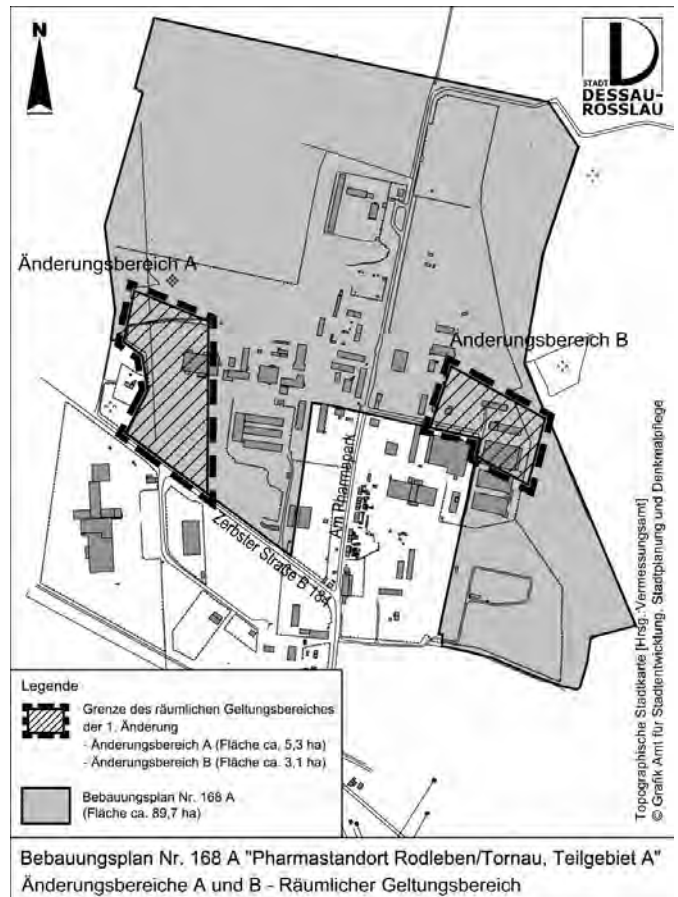 N
STADT
DESSAU-
ROSSLAU
Änderungsbereich A
Änderungsbereich B
Am Pharmapark
Zerbster Straße B 184
Topographische Stadtkarte [Hrsg.:Vermessungsamt]
© Grafik Amt für Stadtentwicklung, Stadtplanung und Denkmalpflege
Legende
Grenze des räumlichen Geltungsbereiches
der 1. Änderung
- Änderungsbereich A (Fläche ca. 5,3 ha)
- Änderungsbereich B (Fläche ca. 3,1 ha)
Bebauungsplan Nr. 168 A
(Fläche ca. 89,7 ha)
Bebauungsplan Nr. 168 A "Pharmastandort Rodleben/Tornau, Teilgebiet A"
Änderungsbereiche A und B - Räumlicher Geltungsbereich